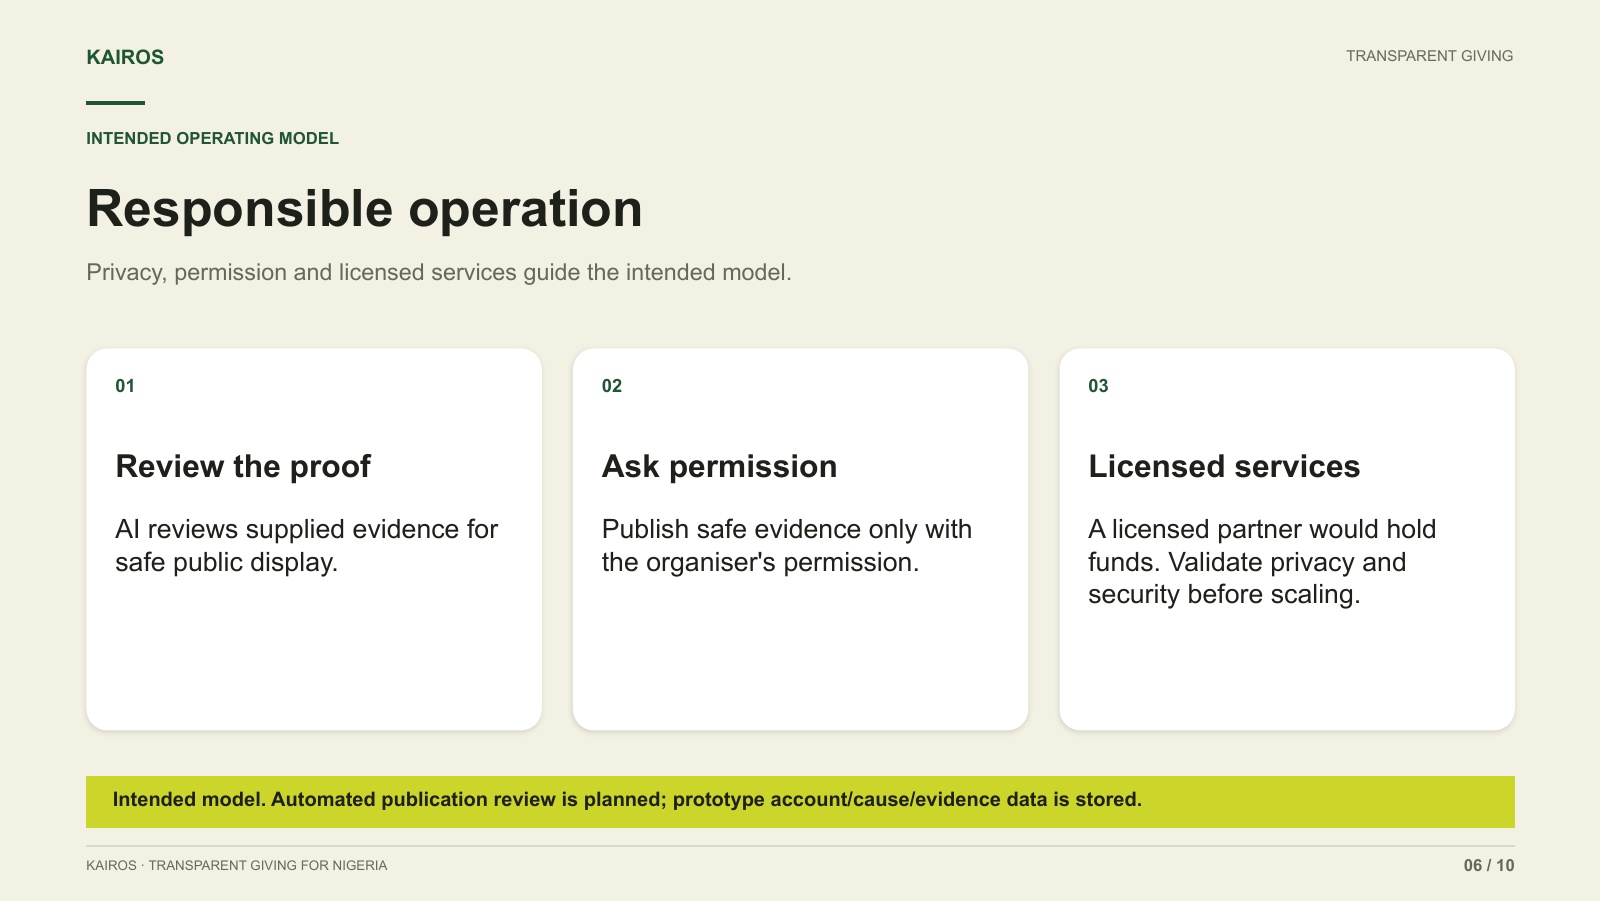 KAIROS
TRANSPARENT GIVING
INTENDED OPERATING MODEL
Responsible operation
Privacy, permission and licensed services guide the intended model.
01
Review the proof
AI reviews supplied evidence for
safe public display.
02
Ask permission
Publish safe evidence only with
the organiser's permission.
03
Licensed services
A licensed partner would hold
funds. Validate privacy and
security before scaling.
Intended model. Automated publication review is planned; prototype account/cause/evidence data is stored.
KAIROS · TRANSPARENT GIVING FOR NIGERIA
06 / 10